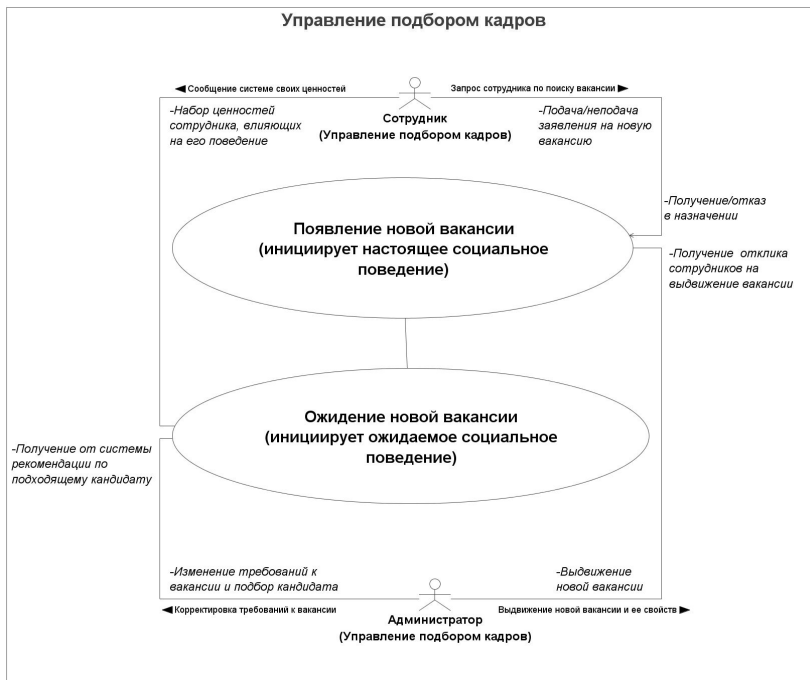 Управление подбором кадров
Сообщение системе своих ценностей
Запрос сотрудника по поиску вакансии
-Набор ценностей
сотрудника, влияющих
на его поведение
Сотрудник
(Управление подбором кадров)
-Подача/неподача
заявления на новую
вакансию
-Получение/отказ
в назначении
Появление новой вакансии
(инициирует настоящее социальное
поведение)
-Получение отклика
сотрудников на
выдвижение вакансии
Ожидение новой вакансии
(инициирует ожидаемое социальное
поведение)
-Получение от системы
рекомендации по
подходящему кандидату
-Изменение требований к
вакансии и подбор кандидата
-Выдвижение
новой вакансии
Корректировка требований к вакансии
Выдвижение новой вакансии и ее свойств
Администратор
(Управление подбором кадров)